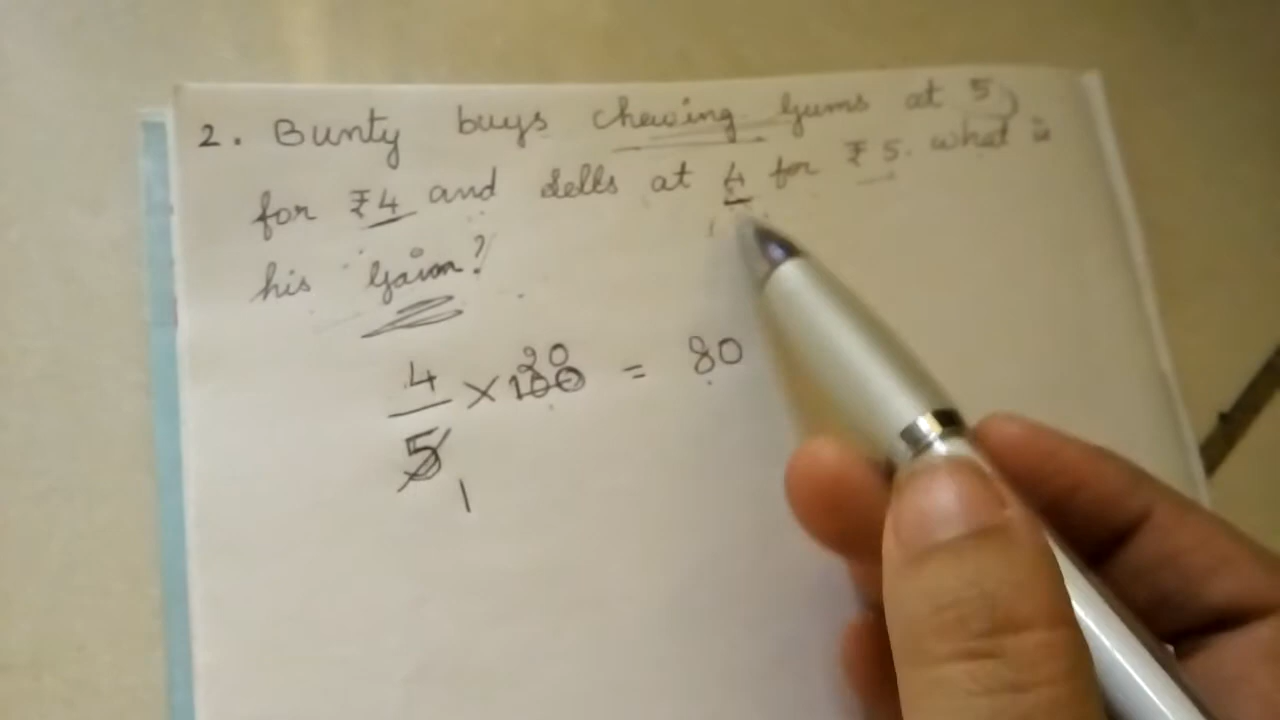 2. Bunty buys chewing gums at 5
for ₹4 and sells at 4 for ₹5. what is
his gain?
4/5 × 100 20 = 80
1